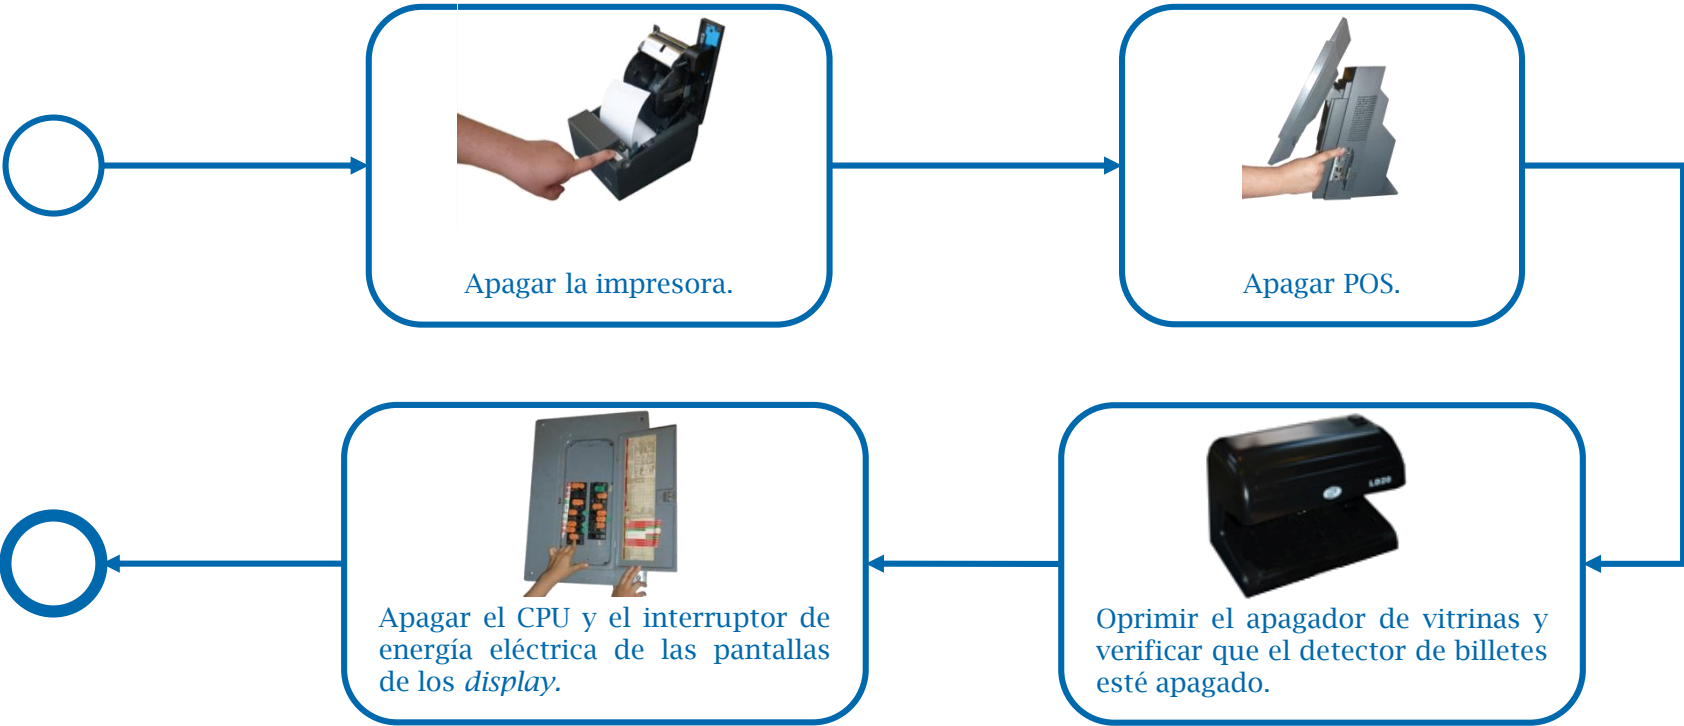 Apagar la impresora.
Apagar POS.
Oprimir el apagador de vitrinas y
verificar que el detector de billetes
esté apagado.
LD20
Apagar el CPU y el interruptor de
energía eléctrica de las pantallas
de los display.